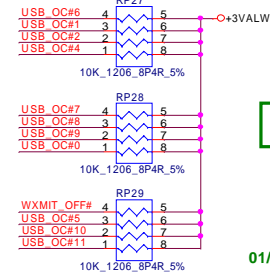 RP27
USB_OC#6 4 5 +3VALW
USB_OC#1 3 6
USB_OC#2 2 7
USB_OC#4 1 8
10K_1206_8P4R_5%
RP28
USB_OC#7 4 5
USB_OC#8 3 6
USB_OC#9 2 7
USB_OC#0 1 8
10K_1206_8P4R_5%
RP29
WXMIT_OFF# 4 5
USB_OC#5 3 6
USB_OC#10 2 7
USB_OC#11 1 8
01/
10K_1206_8P4R_5%